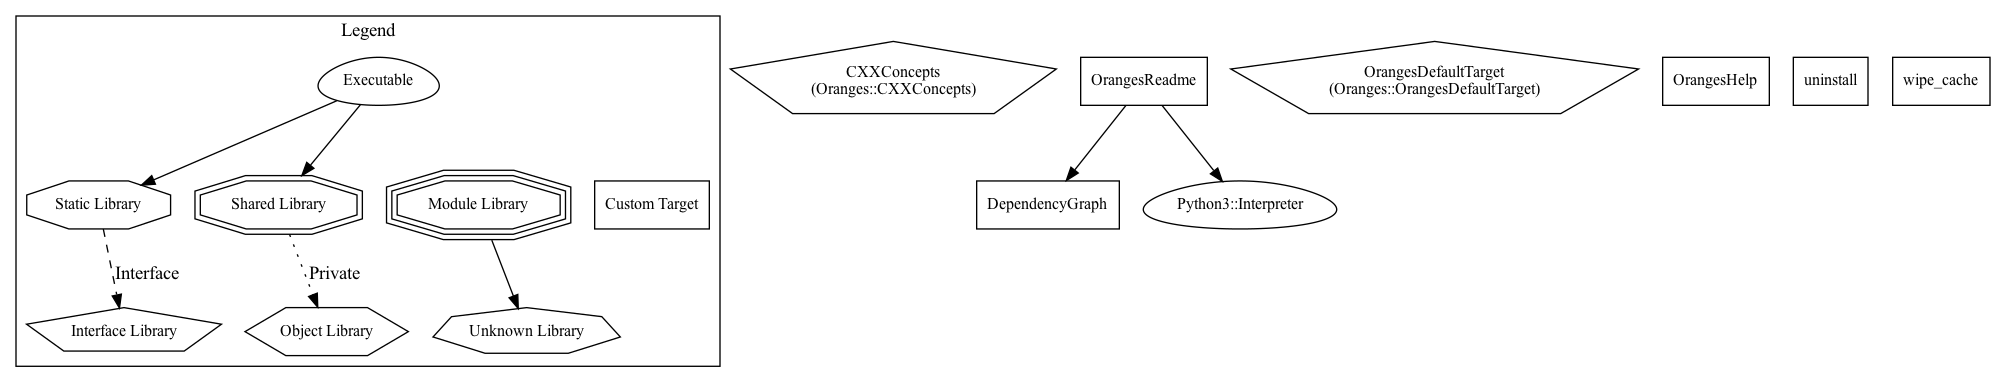 Legend
Executable
Static Library
Shared Library
Module Library
Custom Target
Interface
Private
Interface Library
Object Library
Unknown Library
CXXConcepts
(Oranges::CXXConcepts)
OrangesReadme
OrangesDefaultTarget
(Oranges::OrangesDefaultTarget)
OrangesHelp
uninstall
wipe_cache
DependencyGraph
Python3::Interpreter